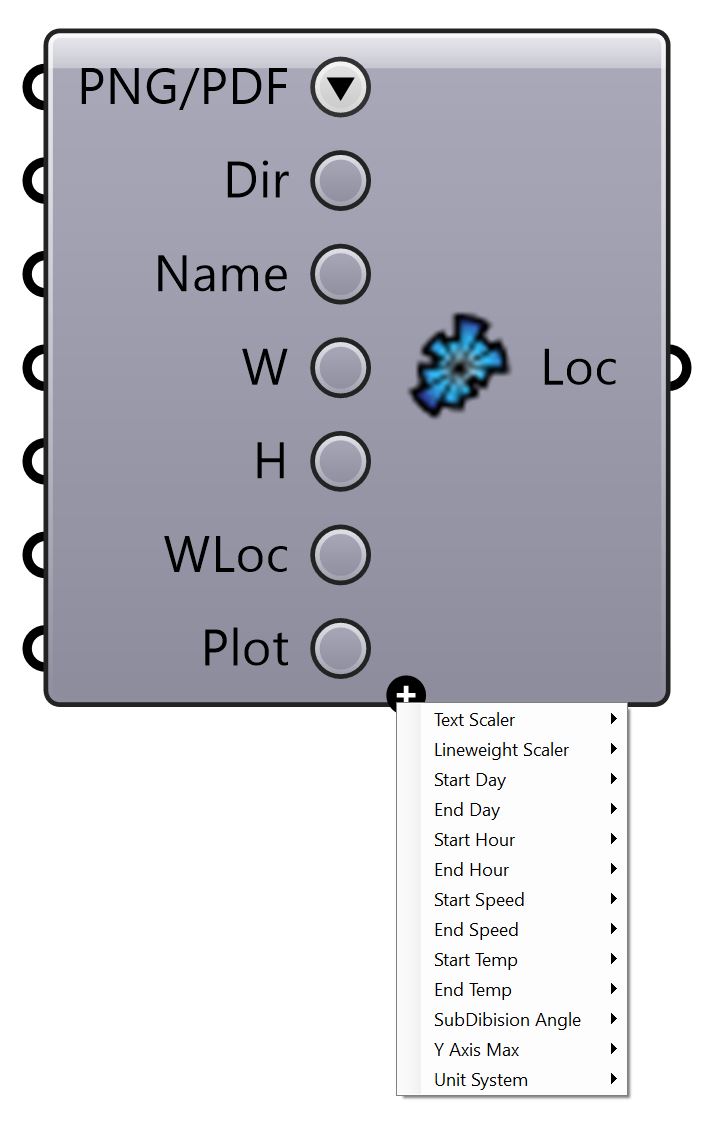 PNG/PDF
Dir
Name
W
Loc
H
WLoc
Plot
Text Scaler
Lineweight Scaler
Start Day
End Day
Start Hour
End Hour
Start Speed
End Speed
Start Temp
End Temp
SubDibision Angle
Y Axis Max
Unit System